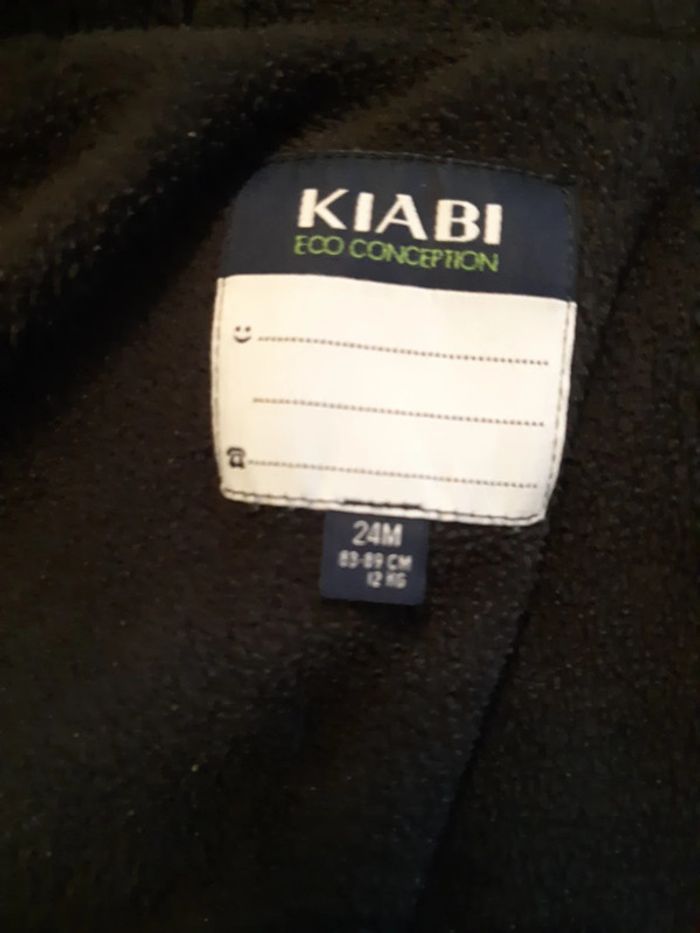 KIABI
ECO CONCEPTION
24M
83-89 CM
12 KG